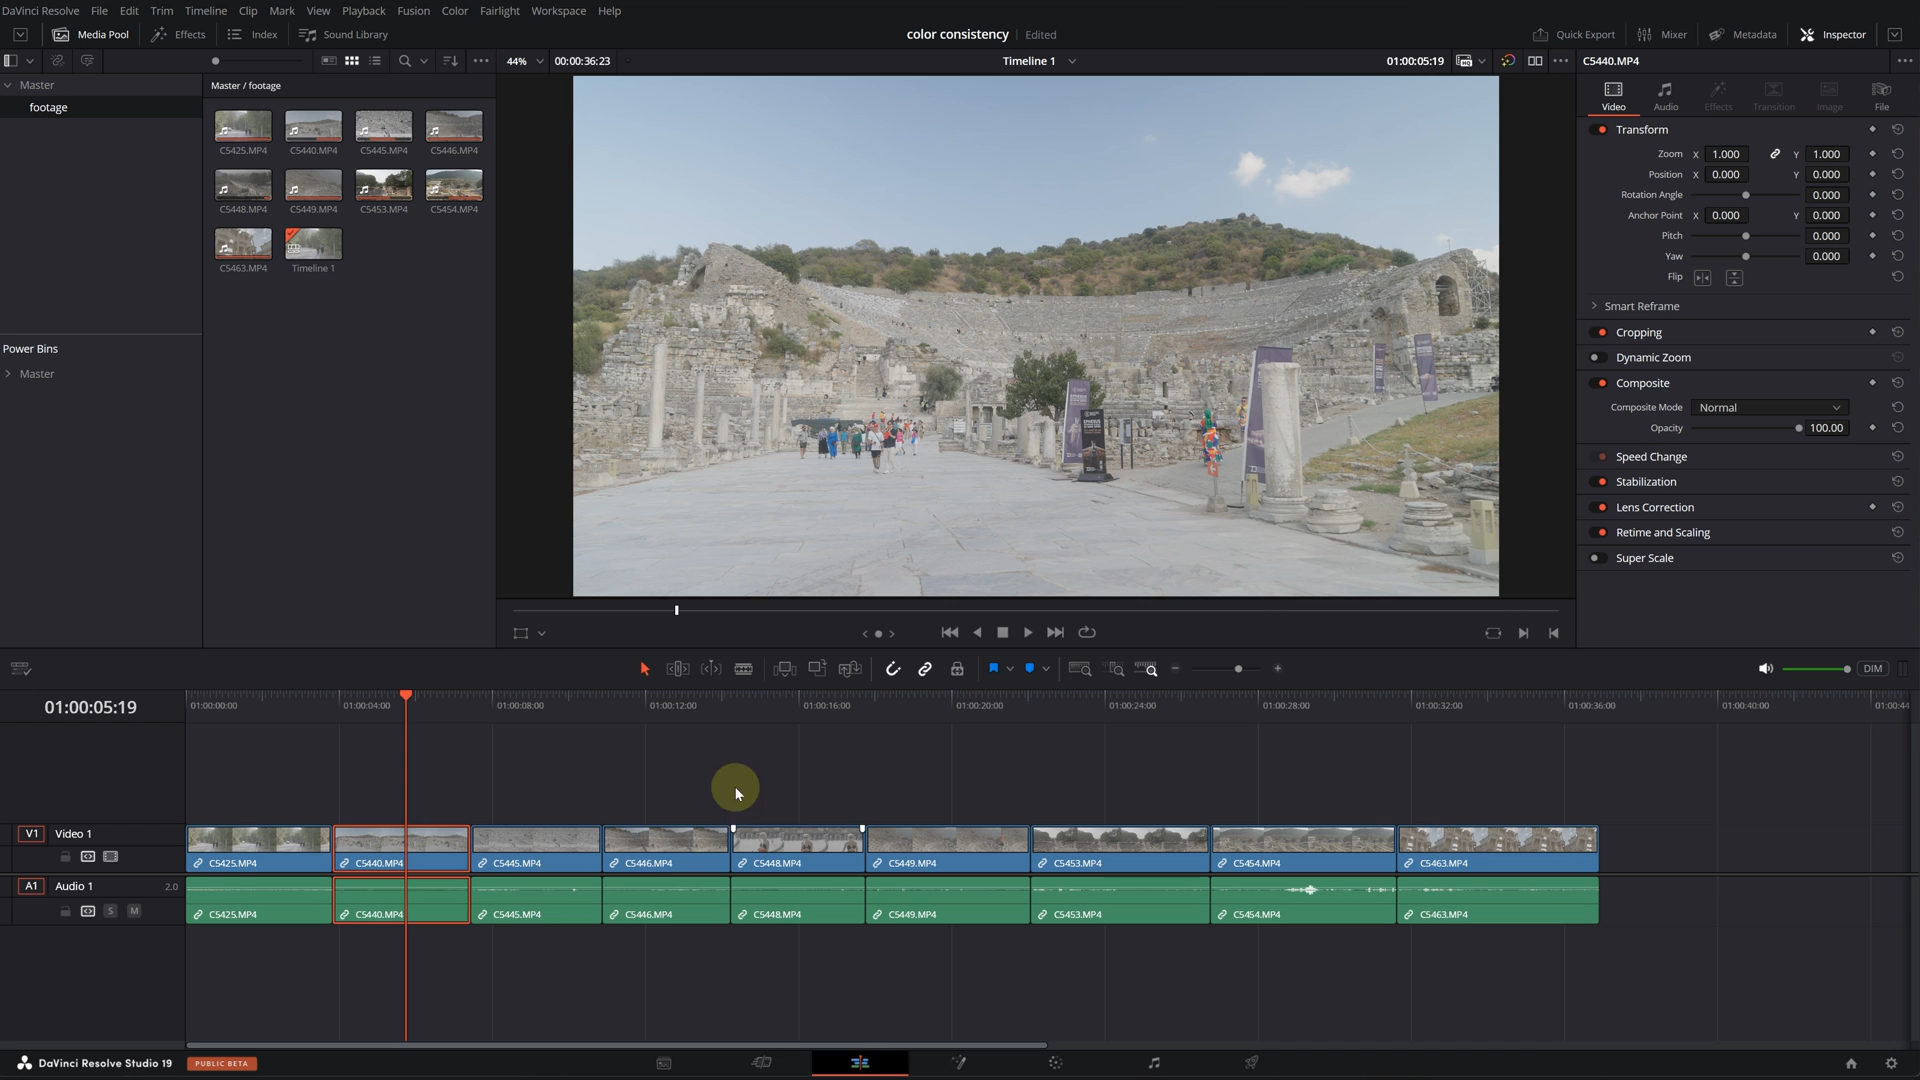 DaVinci Resolve File Edit Trim Timeline Clip Mark View Playback Fusion Color Fairlight Workspace Help
Media Pool Effects Index Sound Library color consistency Edited Quick Export Mixer Metadata Inspector
44% 00:00:36:23 Timeline 1 01:00:05:19 C5440.MP4
Master
footage
Master / footage
C5425.MP4 C5440.MP4 C5445.MP4 C5446.MP4
C5448.MP4 C5449.MP4 C5453.MP4 C5454.MP4
C5463.MP4 Timeline 1
Power Bins
Master
Video Audio Effects Transition Image File
Transform
Zoom X 1.000 Y 1.000
Position X 0.000 Y 0.000
Rotation Angle 0.000
Anchor Point X 0.000 Y 0.000
Pitch 0.000
Yaw 0.000
Flip
Smart Reframe
Cropping
Dynamic Zoom
Composite
Composite Mode Normal
Opacity 100.00
Speed Change
Stabilization
Lens Correction
Retime and Scaling
Super Scale
DIM
01:00:05:19 01:00:00:00 01:00:04:00 01:00:08:00 01:00:12:00 01:00:16:00 01:00:20:00 01:00:24:00 01:00:28:00 01:00:32:00 01:00:36:00 01:00:40:00 01:00:44
V1 Video 1
C5425.MP4 C5440.MP4 C5445.MP4 C5446.MP4 C5448.MP4 C5449.MP4 C5453.MP4 C5454.MP4 C5463.MP4
A1 Audio 1 2.0
S M
C5425.MP4 C5440.MP4 C5445.MP4 C5446.MP4 C5448.MP4 C5449.MP4 C5453.MP4 C5454.MP4 C5463.MP4
DaVinci Resolve Studio 19 PUBLIC BETA